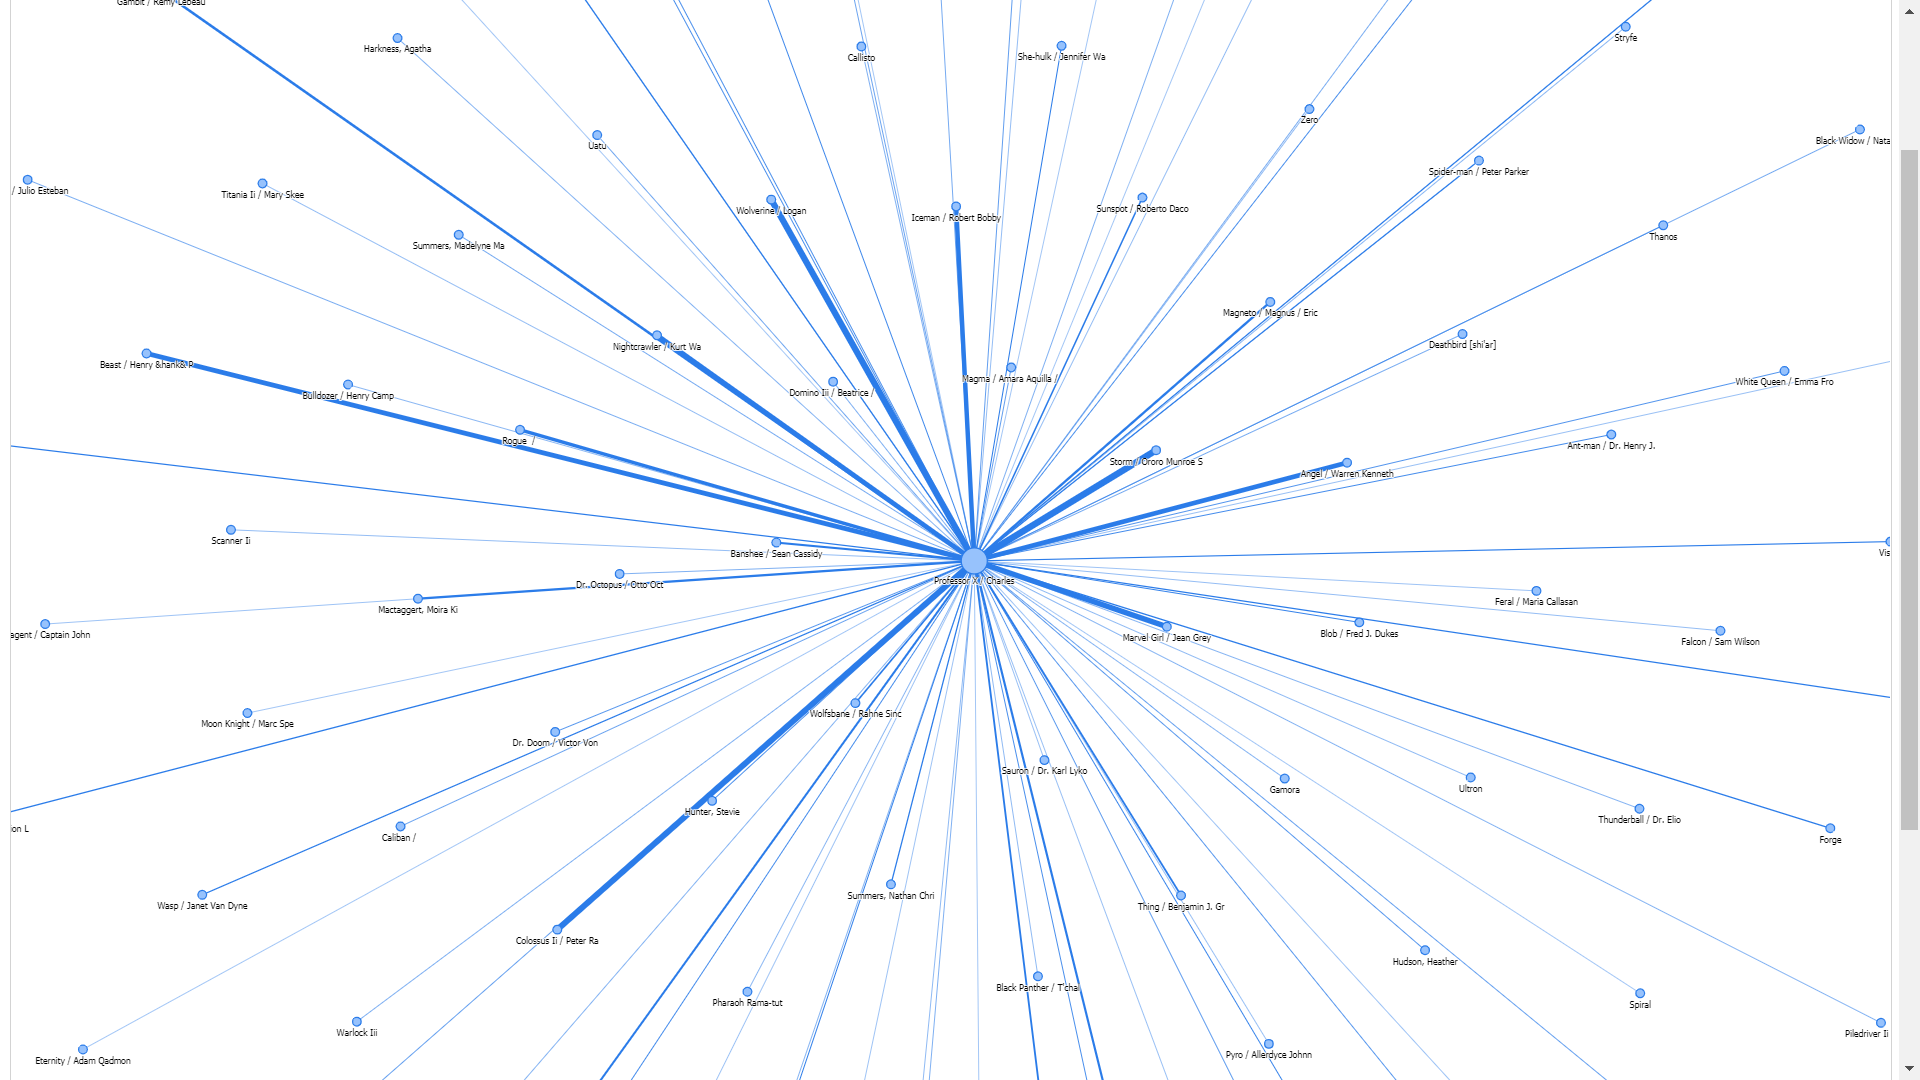 Gambit / Remy Lebeau
Stryfe
Harkness, Agatha
Callisto
She-hulk / Jennifer Wa
Zero
Black Widow / Nata
Uatu
Spider-man / Peter Parker
/ Julio Esteban
Titania Ii / Mary Skee
Wolverine / Logan
Iceman / Robert Bobby
Sunspot / Roberto Daco
Thanos
Summers, Madelyne Ma
Magneto / Magnus / Eric
Nightcrawler / Kurt Wa
Deathbird [shi'ar]
Beast / Henry &hank& P
Magma / Amara Aquilla /
White Queen / Emma Fro
Bulldozer / Henry Camp
Domino Iii / Beatrice /
Rogue /
Ant-man / Dr. Henry J.
Storm / Ororo Munroe S
Angel / Warren Kenneth
Scanner Ii
Banshee / Sean Cassidy
Vis
Dr. Octopus / Otto Oct
Professor X / Charles
Mactaggert, Moira Ki
Feral / Maria Callasan
agent / Captain John
Marvel Girl / Jean Grey
Blob / Fred J. Dukes
Falcon / Sam Wilson
Moon Knight / Marc Spe
Wolfsbane / Rahne Sinc
Dr. Doom / Victor Von
Sauron / Dr. Karl Lyko
Gamora
Ultron
Hunter, Stevie
Thunderball / Dr. Elio
ion L
Caliban /
Forge
Wasp / Janet Van Dyne
Summers, Nathan Chri
Thing / Benjamin J. Gr
Colossus Ii / Peter Ra
Hudson, Heather
Black Panther / T'chal
Pharaoh Rama-tut
Spiral
Warlock Iii
Piledriver Ii
Eternity / Adam Qadmon
Pyro / Allerdyce Johnn